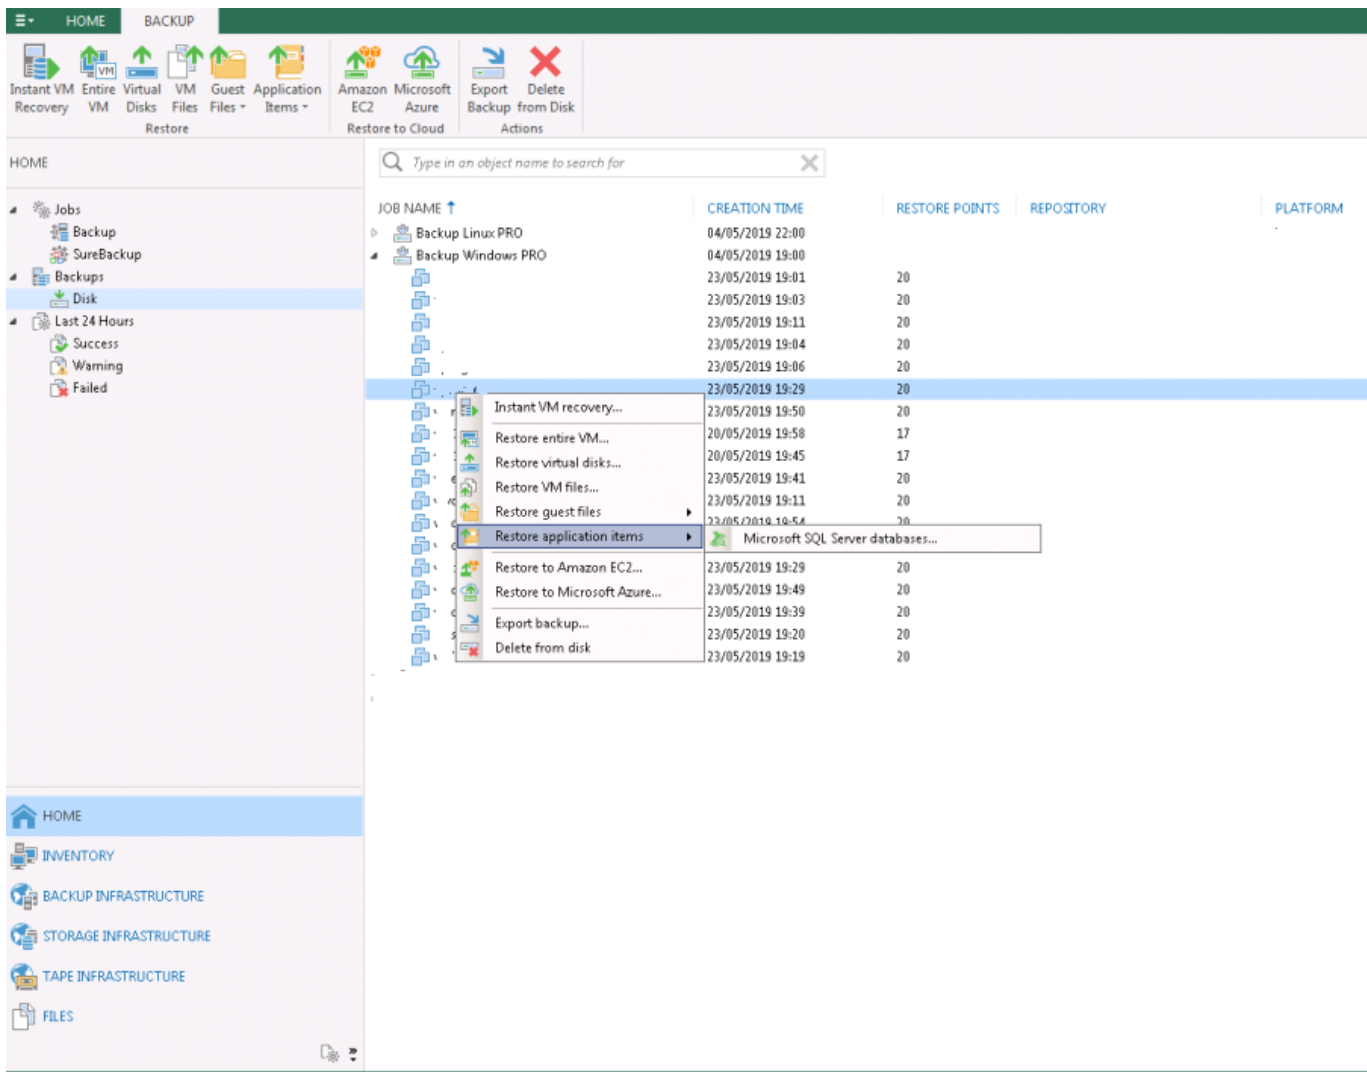 HOME BACKUP
Instant VM Recovery
Entire VM
VM
Virtual Disks
VM Files
Guest Files
Application Items
Amazon EC2
Microsoft Azure
Export Backup
Delete from Disk
Restore
Restore to Cloud
Actions
HOME
Jobs
Backup
SureBackup
Backups
Disk
Last 24 Hours
Success
Warning
Failed
HOME
INVENTORY
BACKUP INFRASTRUCTURE
STORAGE INFRASTRUCTURE
TAPE INFRASTRUCTURE
FILES
Type in an object name to search for
JOB NAME CREATION TIME RESTORE POINTS REPOSITORY PLATFORM
Backup Linux PRO 04/05/2019 22:00
Backup Windows PRO 04/05/2019 19:00
23/05/2019 19:01 20
23/05/2019 19:03 20
23/05/2019 19:11 20
23/05/2019 19:04 20
23/05/2019 19:06 20
23/05/2019 19:29 20
23/05/2019 19:50 20
20/05/2019 19:58 17
20/05/2019 19:45 17
23/05/2019 19:41 20
23/05/2019 19:11 20
23/05/2019 19:54 20
23/05/2019 19:29 20
23/05/2019 19:49 20
23/05/2019 19:39 20
23/05/2019 19:20 20
23/05/2019 19:19 20
Instant VM recovery...
Restore entire VM...
Restore virtual disks...
Restore VM files...
Restore guest files
Restore application items
Microsoft SQL Server databases...
Restore to Amazon EC2...
Restore to Microsoft Azure...
Export backup...
Delete from disk